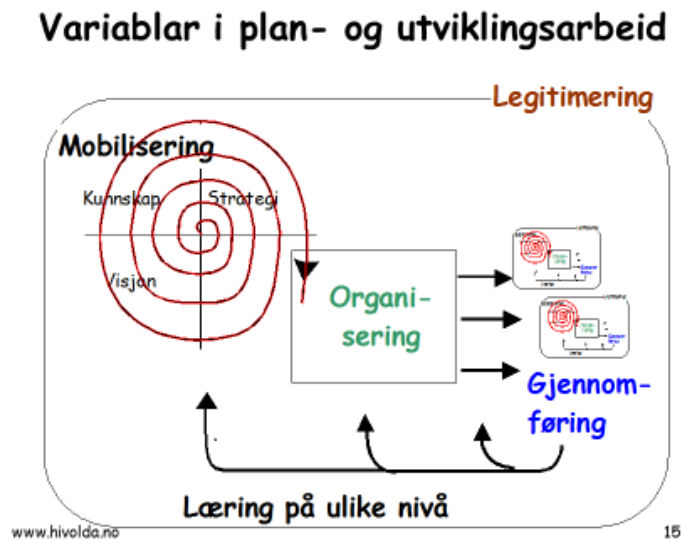 Variablar i plan- og utviklingsarbeid
Legitimering
Mobilisering
Kunnskap
Strategi
Visjon
Organi-
sering
Gjennom-
føring
Læring på ulike nivå
www.hivolda.no
15